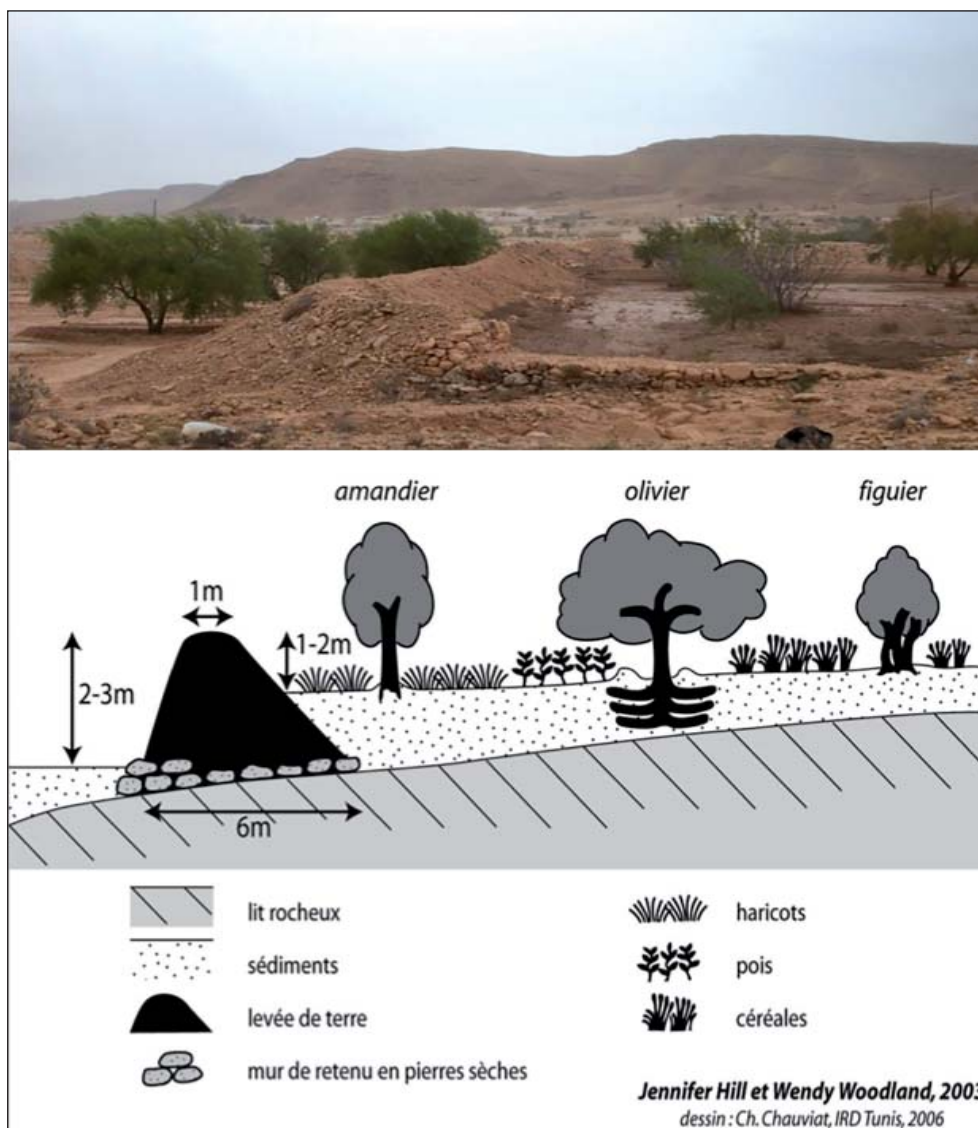 amandier olivier figuier
1m
1-2m
2-3m
6m
lit rocheux
haricots
sédiments
pois
levée de terre
céréales
mur de retenu en pierres sèches
Jennifer Hill et Wendy Woodland, 2003
dessin : Ch. Chauviat, IRD Tunis, 2006